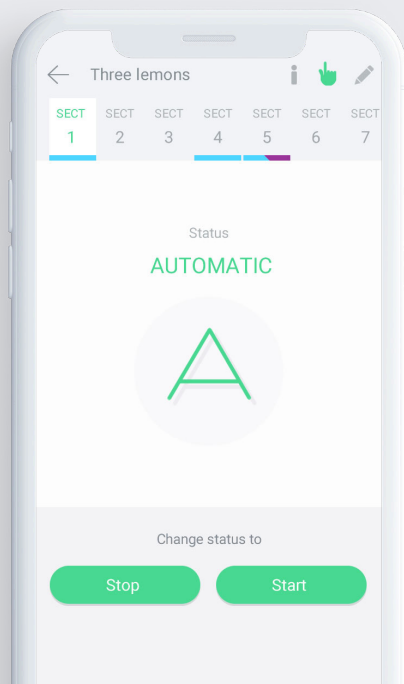 Three lemons
SECT SECT SECT SECT SECT SECT SECT
1 2 3 4 5 6 7
Status
AUTOMATIC
A
Change status to
Stop Start